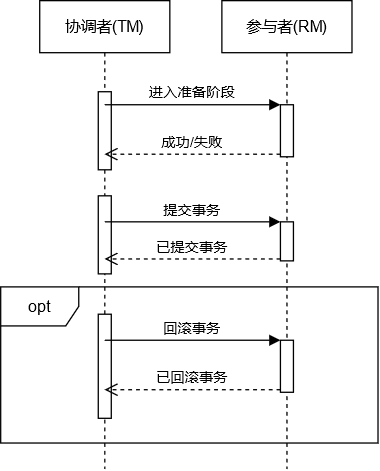 协调者(TM)
参与者(RM)
进入准备阶段
成功/失败
提交事务
已提交事务
opt
回滚事务
已回滚事务